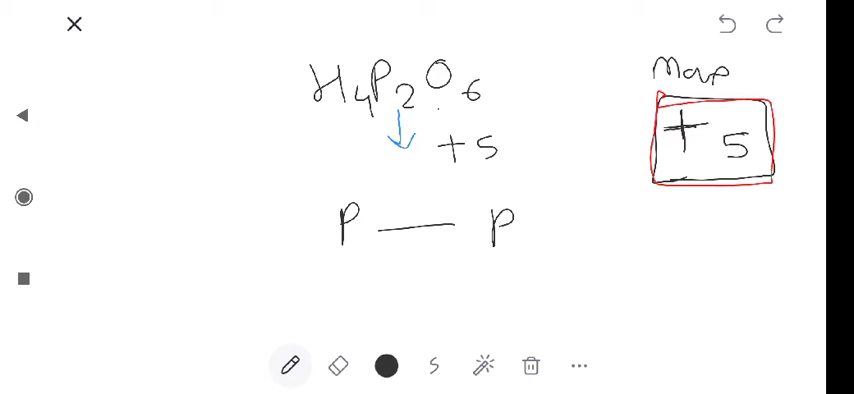 H4P2O6
+5
P — P
Max
+5